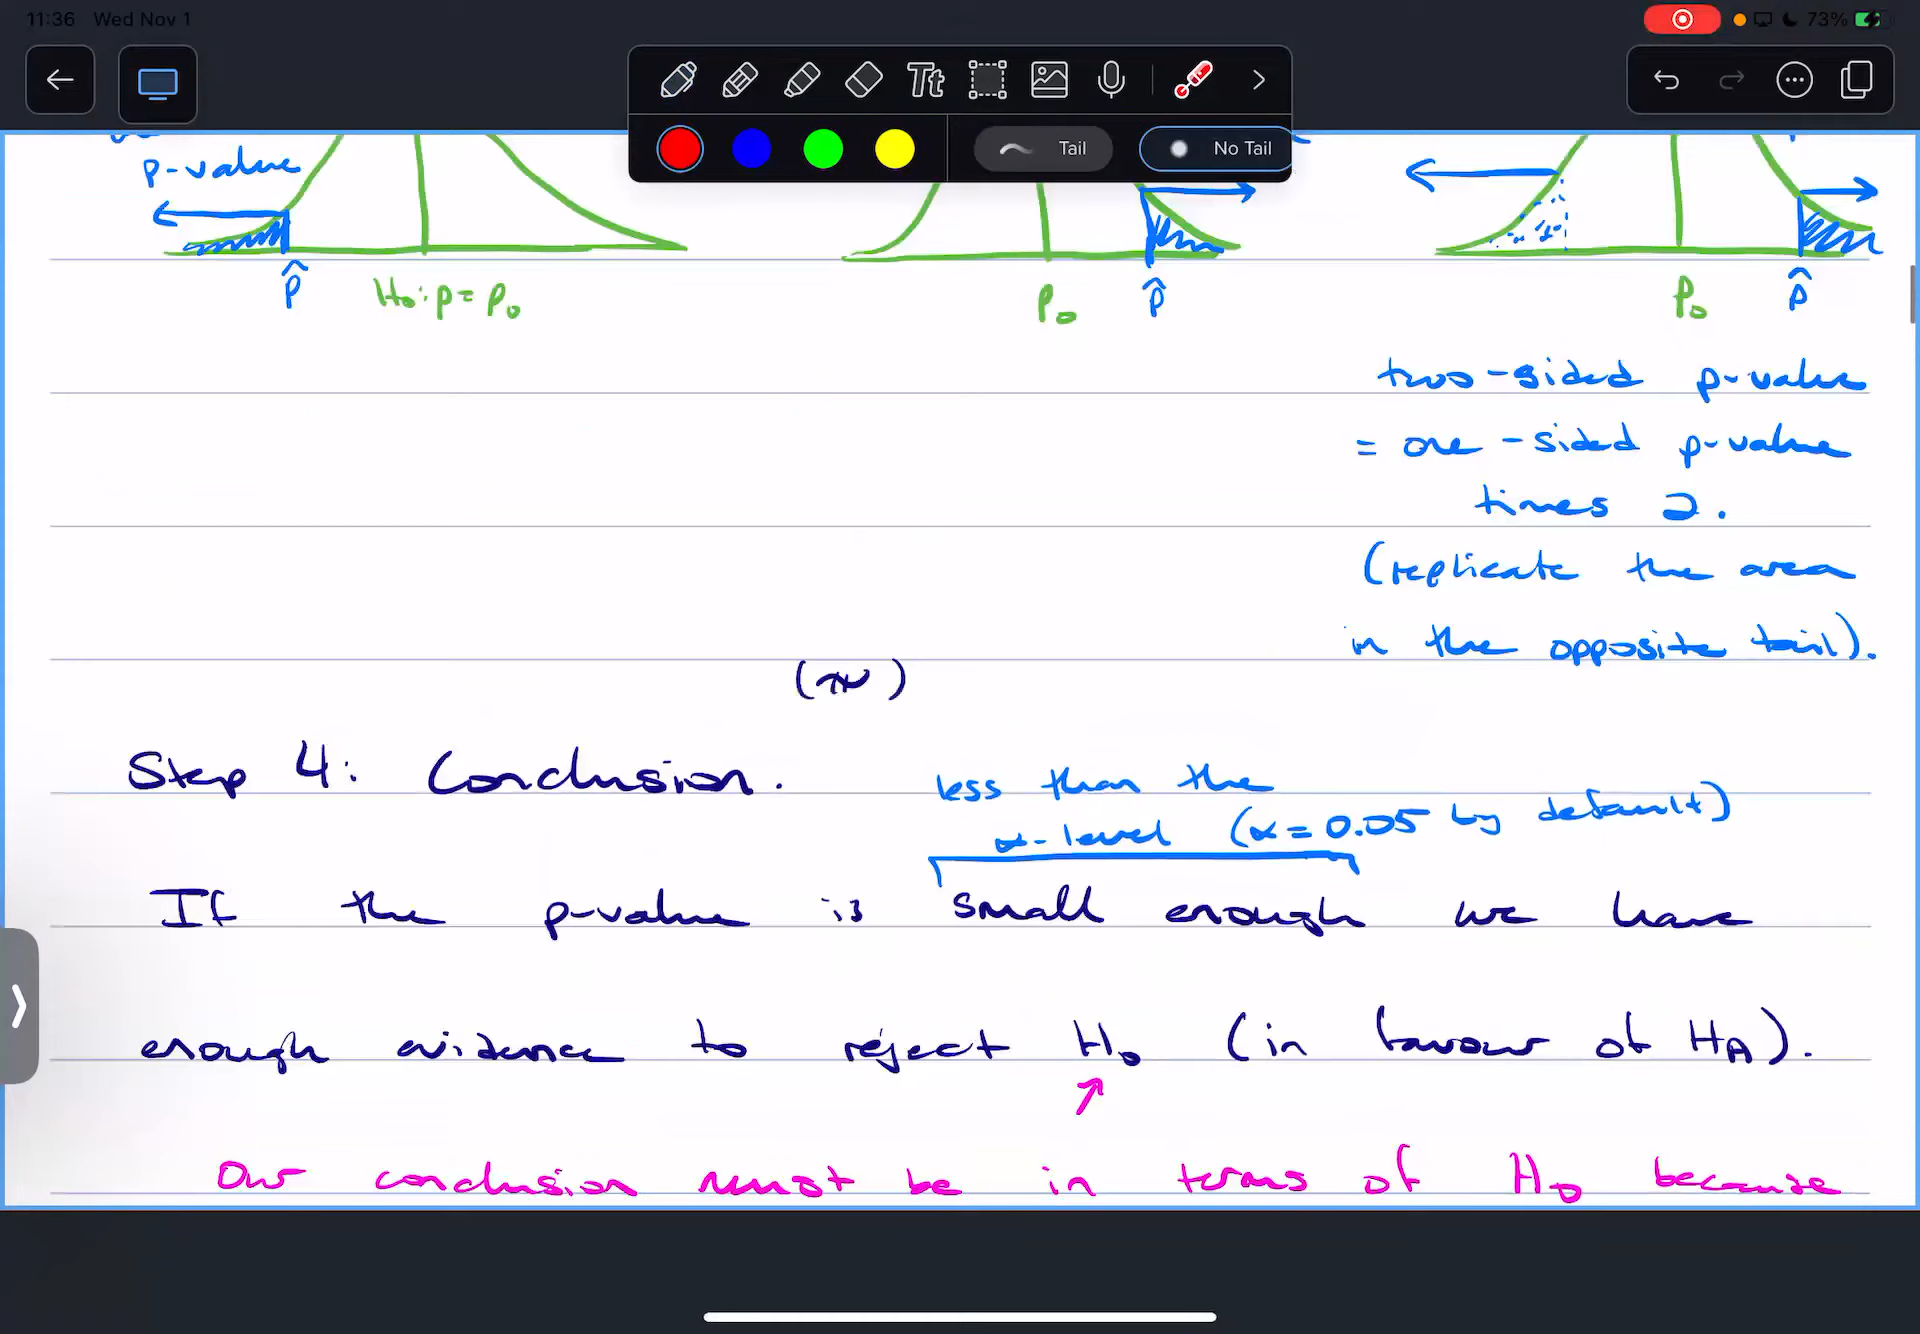 11:36 Wed Nov 1
73%
Tt
Tail
No Tail
p-value
p̂
H₀: p = p₀
p₀
p̂
p₀
p̂
two-sided p-value
= one-sided p-value
times 2.
(replicate the area
in the opposite tail).
Step 4: Conclusion.
less than the
α-level (α = 0.05 by default)
If the p-value is small enough we have
enough evidence to reject H₀ (in favour of HA).
Our conclusion must be in terms of H₀ because